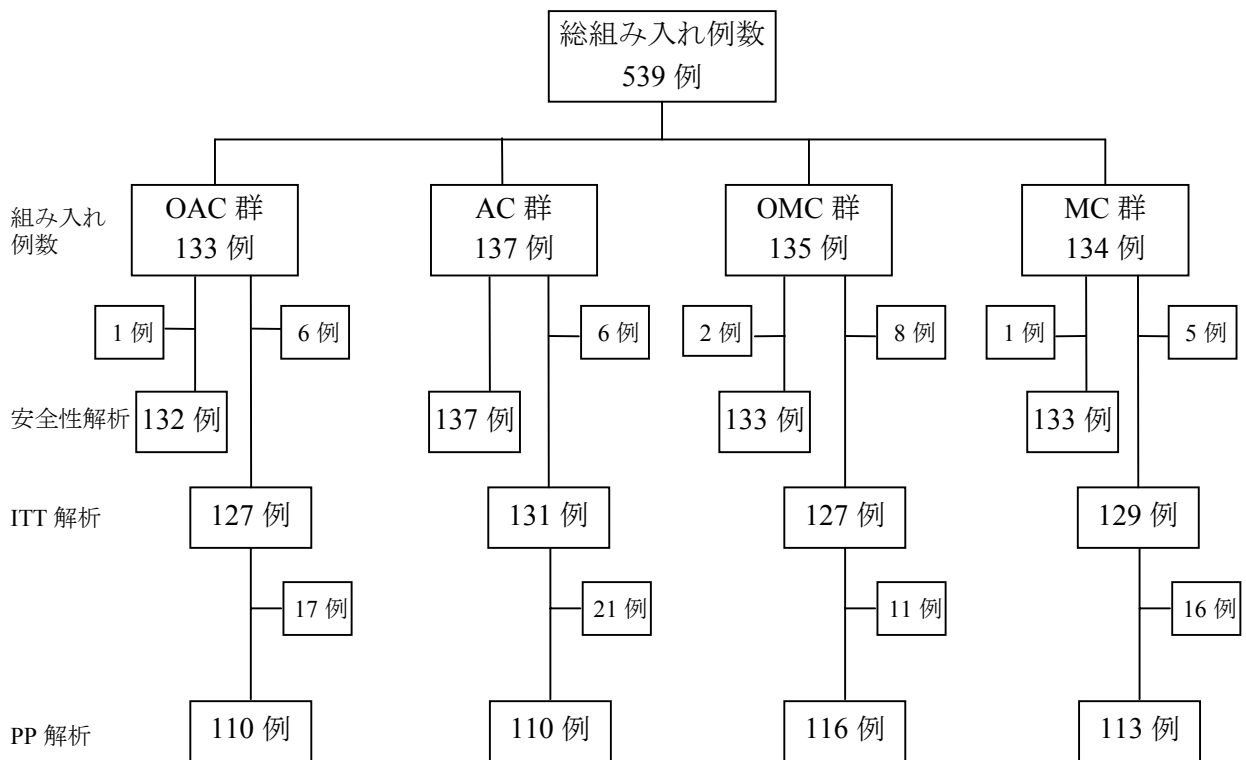 総組み入れ例数
539 例
組み入れ
例数
OAC 群
133 例
AC 群
137 例
OMC 群
135 例
MC 群
134 例
1 例
6 例
6 例
2 例
8 例
1 例
5 例
安全性解析
132 例
137 例
133 例
133 例
ITT 解析
127 例
131 例
127 例
129 例
17 例
21 例
11 例
16 例
PP 解析
110 例
110 例
116 例
113 例